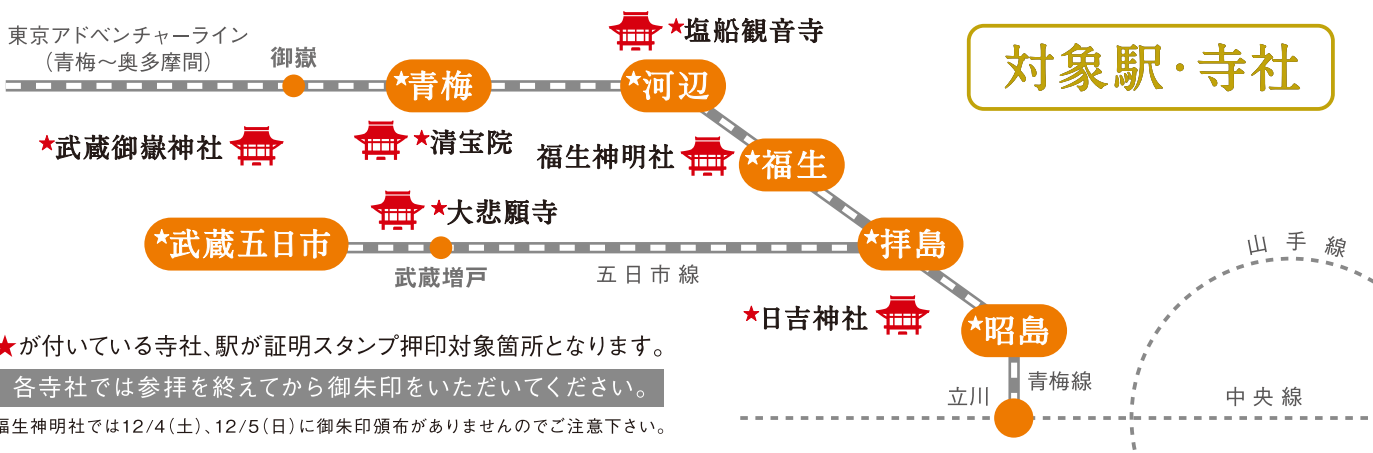 対象駅・寺社
東京アドベンチャーライン
（青梅～奥多摩間）
御嶽
★青梅
★河辺
★塩船観音寺
★武蔵御嶽神社
★清宝院
福生神明社
★福生
★大悲願寺
★武蔵五日市
武蔵増戸
五日市線
★拝島
★日吉神社
★昭島
山手線
青梅線
立川
中央線
★が付いている寺社、駅が証明スタンプ押印対象箇所となります。
各寺社では参拝を終えてから御朱印をいただいてください。
福生神明社では12/4（土）、12/5（日）に御朱印頒布がありませんのでご注意下さい。